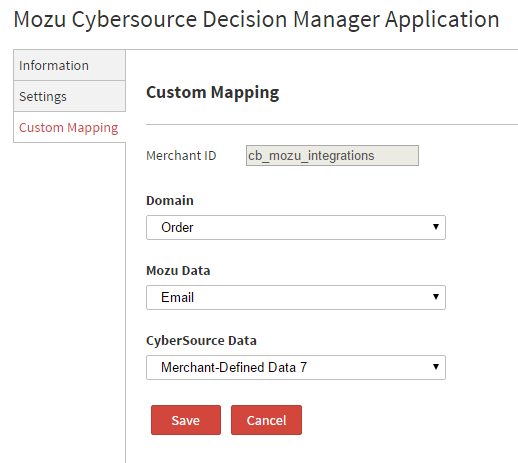 Mozu Cybersource Decision Manager Application
Information
Settings
Custom Mapping
Custom Mapping
Merchant ID cb_mozu_integrations
Domain
Order
Mozu Data
Email
CyberSource Data
Merchant-Defined Data 7
Save Cancel